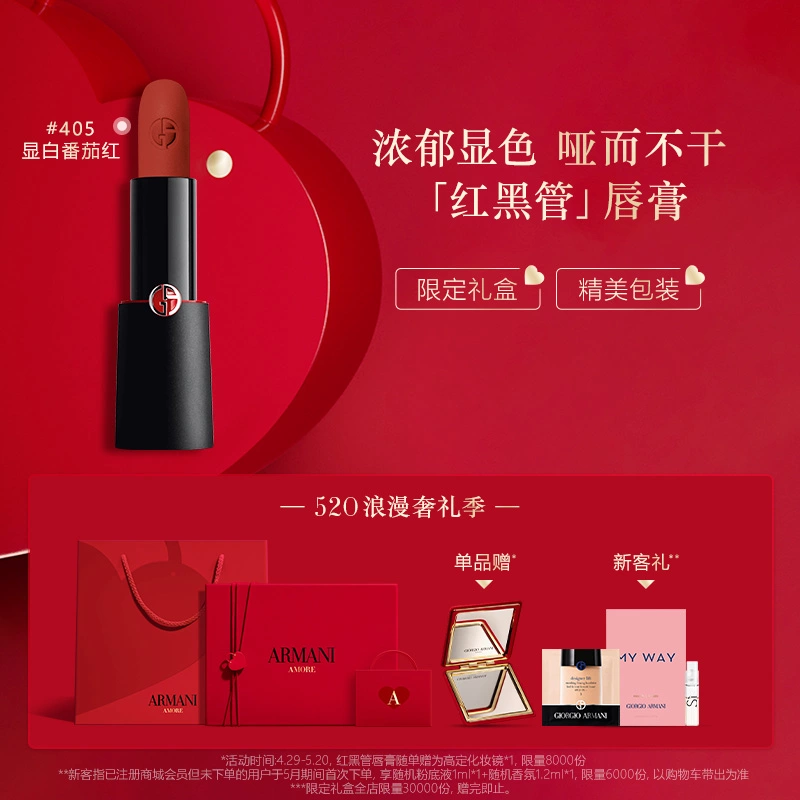 #405
显白番茄红
浓郁显色 哑而不干
「红黑管」唇膏
限定礼盒
精美包装
520浪漫奢礼季
单品赠*
新客礼**
ARMANI
AMORE
ARMANI
AMORE
A
GIORGIO ARMANI
GIORGIO ARMANI
MY WAY
GIORGIO ARMANI
SÌ
*活动时间:4.29-5.20, 红黑管唇膏随单赠为高定化妆镜*1, 限量8000份
**新客指已注册商城会员但未下单的用户于5月期间首次下单, 享随机粉底液1ml*1+随机香氛1.2ml*1, 限量6000份, 以购物车带出为准
***限定礼盒全店限量30000份, 赠完即止。